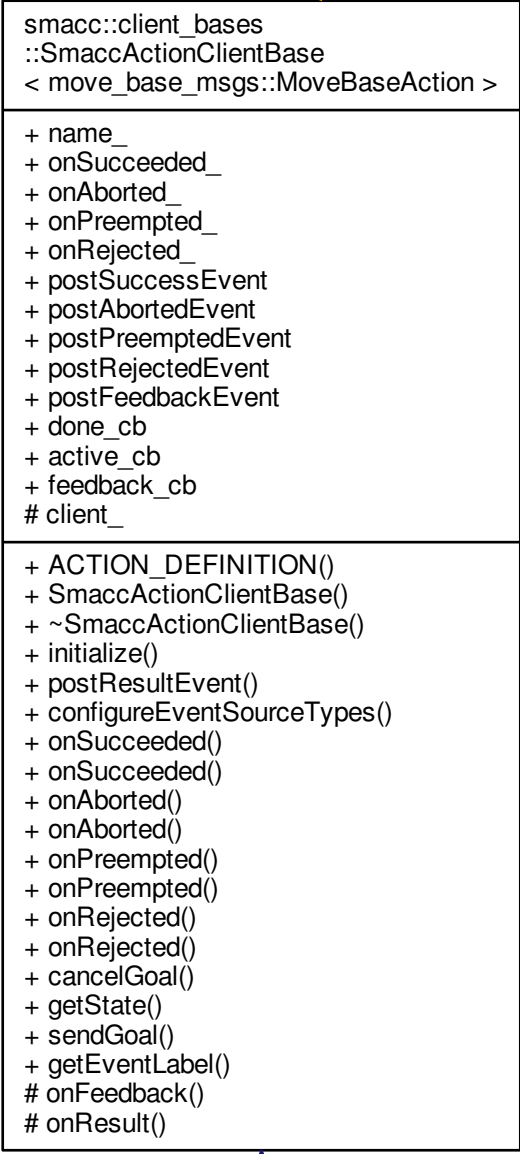 smacc::client_bases
::SmaccActionClientBase
< move_base_msgs::MoveBaseAction >
+ name_
+ onSucceeded_
+ onAborted_
+ onPreempted_
+ onRejected_
+ postSuccessEvent
+ postAbortedEvent
+ postPreemptedEvent
+ postRejectedEvent
+ postFeedbackEvent
+ done_cb
+ active_cb
+ feedback_cb
# client_
+ ACTION_DEFINITION()
+ SmaccActionClientBase()
+ ~SmaccActionClientBase()
+ initialize()
+ postResultEvent()
+ configureEventSourceTypes()
+ onSucceeded()
+ onSucceeded()
+ onAborted()
+ onAborted()
+ onPreempted()
+ onPreempted()
+ onRejected()
+ onRejected()
+ cancelGoal()
+ getState()
+ sendGoal()
+ getEventLabel()
# onFeedback()
# onResult()